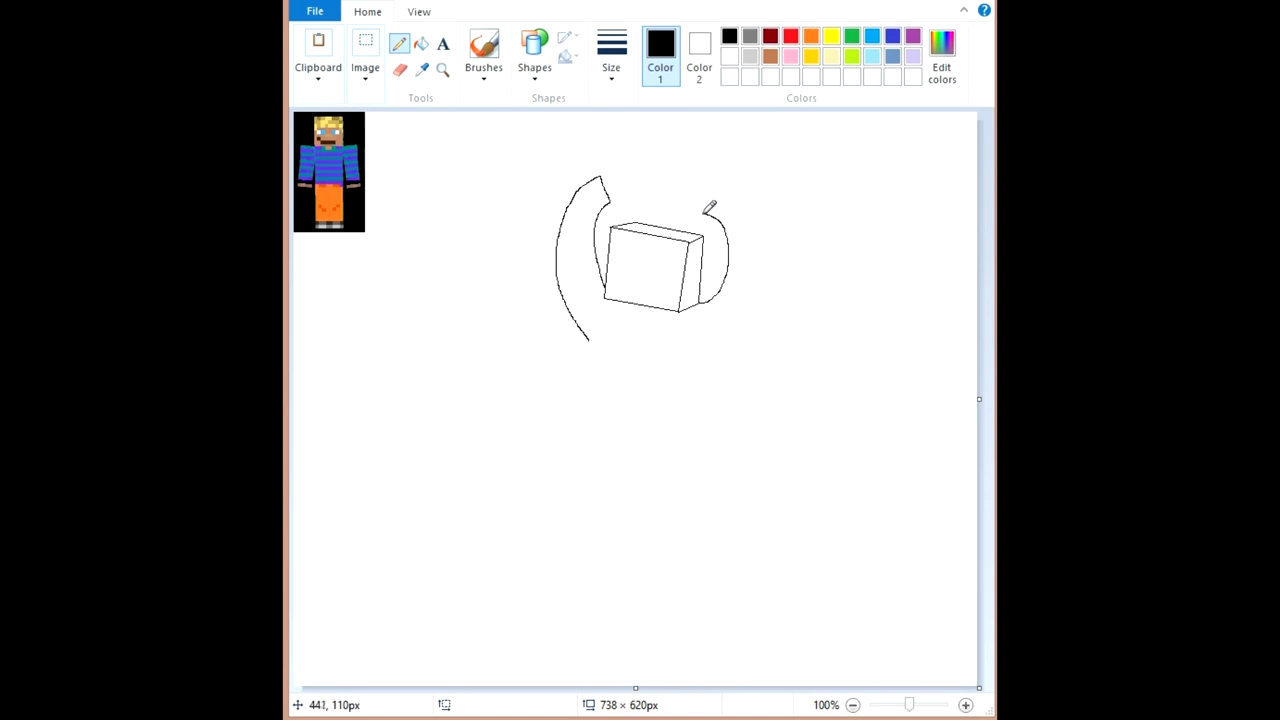 File Home View
Clipboard Image Brushes Shapes Size Color 1 Color 2 Edit colors
Tools Shapes Colors
A
110px 738 × 620px 100%